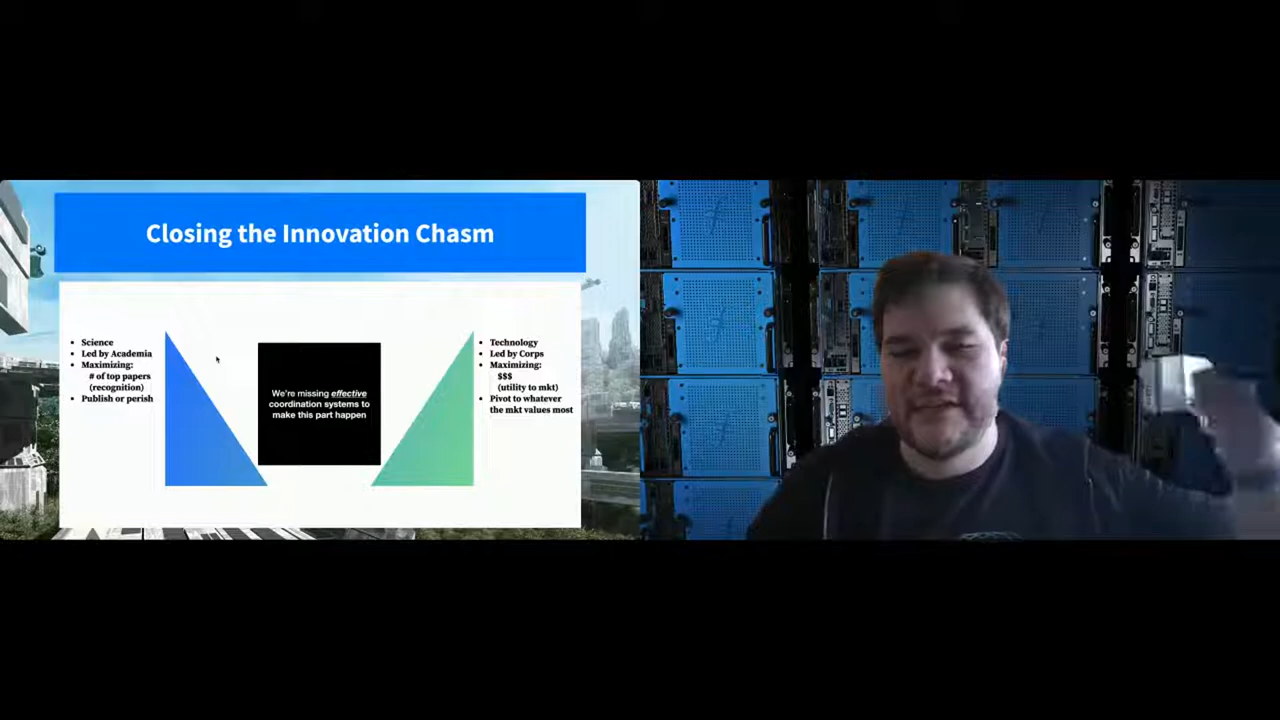 Closing the Innovation Chasm
Science
Led by Academia
Maximizing:
# of top papers
(recognition)
Publish or perish
We're missing effective
coordination systems to
make this part happen
Technology
Led by Corps
Maximizing:
$$$
(utility to mkt)
Pivot to whatever
the mkt values most